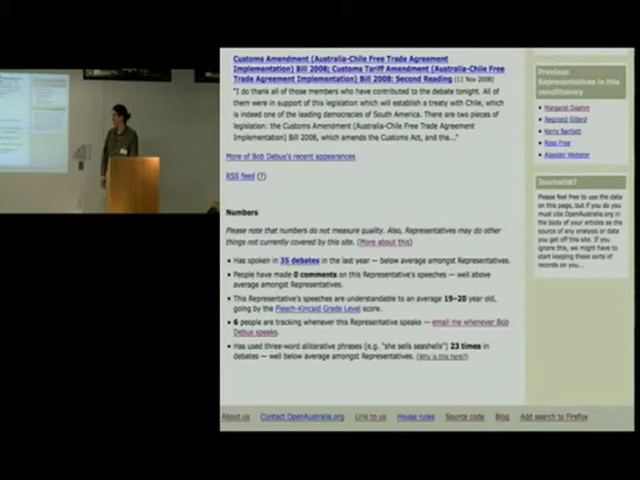 Customs Amendment (Australia-Chile Free Trade Agreement
Implementation) Bill 2008; Customs Tariff Amendment (Australia-Chile Free
Trade Agreement Implementation) Bill 2008: Second Reading (11 Nov 2008)
"I do thank all of those members who have contributed to the debate tonight. All of
them were in support of this legislation which will establish a treaty with Chile, which
is indeed one of the leading democracies of South America. There are two pieces of
legislation: the Customs Amendment (Australia-Chile Free Trade Agreement
Implementation) Bill 2008, which amends the Customs Act, and the..."
More of Bob Debus's recent appearances
RSS feed (?)
Numbers
Please note that numbers do not measure quality. Also, Representatives may do other
things not currently covered by this site. (More about this)
• Has spoken in 35 debates in the last year — below average amongst Representatives.
• People have made 0 comments on this Representative's speeches — well above
average amongst Representatives.
• This Representative's speeches are understandable to an average 19–20 year old,
going by the Flesch-Kincaid Grade Level score.
• 6 people are tracking whenever this Representative speaks — email me whenever Bob
Debus speaks.
• Has used three-word alliterative phrases (e.g. "she sells seashells") 23 times in
debates — well below average amongst Representatives. (Why is this here?)
Previous
Representatives in this
constituency
• Margaret
• Reginald Gillard
• Kerry Bartlett
• Ross Free
• Alasdair Webster
Journalist?
Please feel free to use the data
on this page, but if you do you
must cite OpenAustralia.org in
the body of your articles as the
source of any analysis or data
you get off this site. If you
ignore this, we might have to
start keeping these sorts of
records on you...
About us Contact OpenAustralia.org Link to us House rules Source code Blog Add search to Firefox